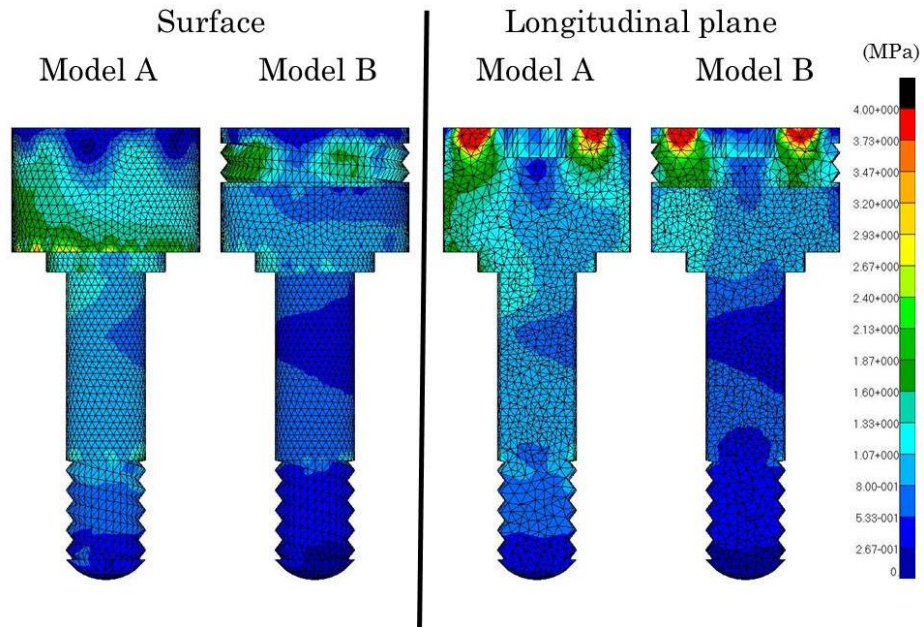 Surface
Longitudinal plane
Model A
Model B
Model A
Model B
(MPa)
4.00+000
3.73+000
3.47+000
3.20+000
2.93+000
2.67+000
2.40+000
2.13+000
1.87+000
1.60+000
1.33+000
1.07+000
8.00-001
5.33-001
2.67-001
0